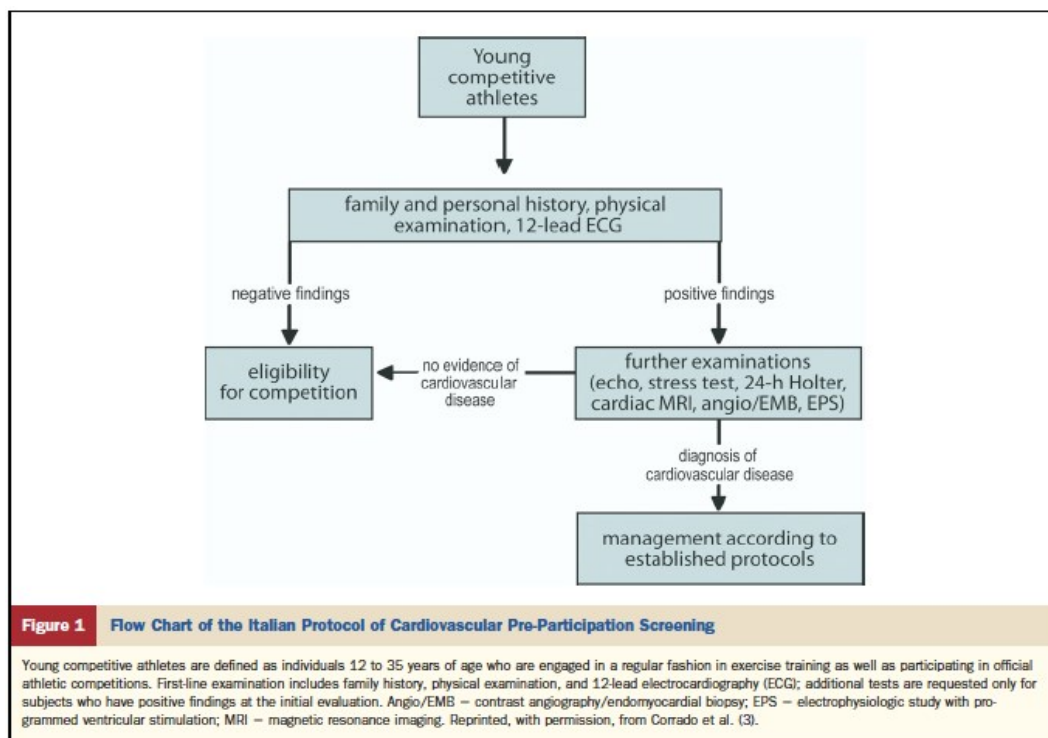 Young
competitive
athletes
family and personal history, physical
examination, 12-lead ECG
negative findings
positive findings
eligibility
for competition
no evidence of
cardiovascular
disease
further examinations
(echo, stress test, 24-h Holter,
cardiac MRI, angio/EMB, EPS)
diagnosis of
cardiovascular disease
management according to
established protocols
Figure 1 Flow Chart of the Italian Protocol of Cardiovascular Pre-Participation Screening
Young competitive athletes are defined as individuals 12 to 35 years of age who are engaged in a regular fashion in exercise training as well as participating in official
athletic competitions. First-line examination includes family history, physical examination, and 12-lead electrocardiography (ECG); additional tests are requested only for
subjects who have positive findings at the initial evaluation. Angio/EMB — contrast angiography/endomyocardial biopsy; EPS — electrophysiologic study with pro-
grammed ventricular stimulation; MRI — magnetic resonance imaging. Reprinted, with permission, from Corrado et al. (3).